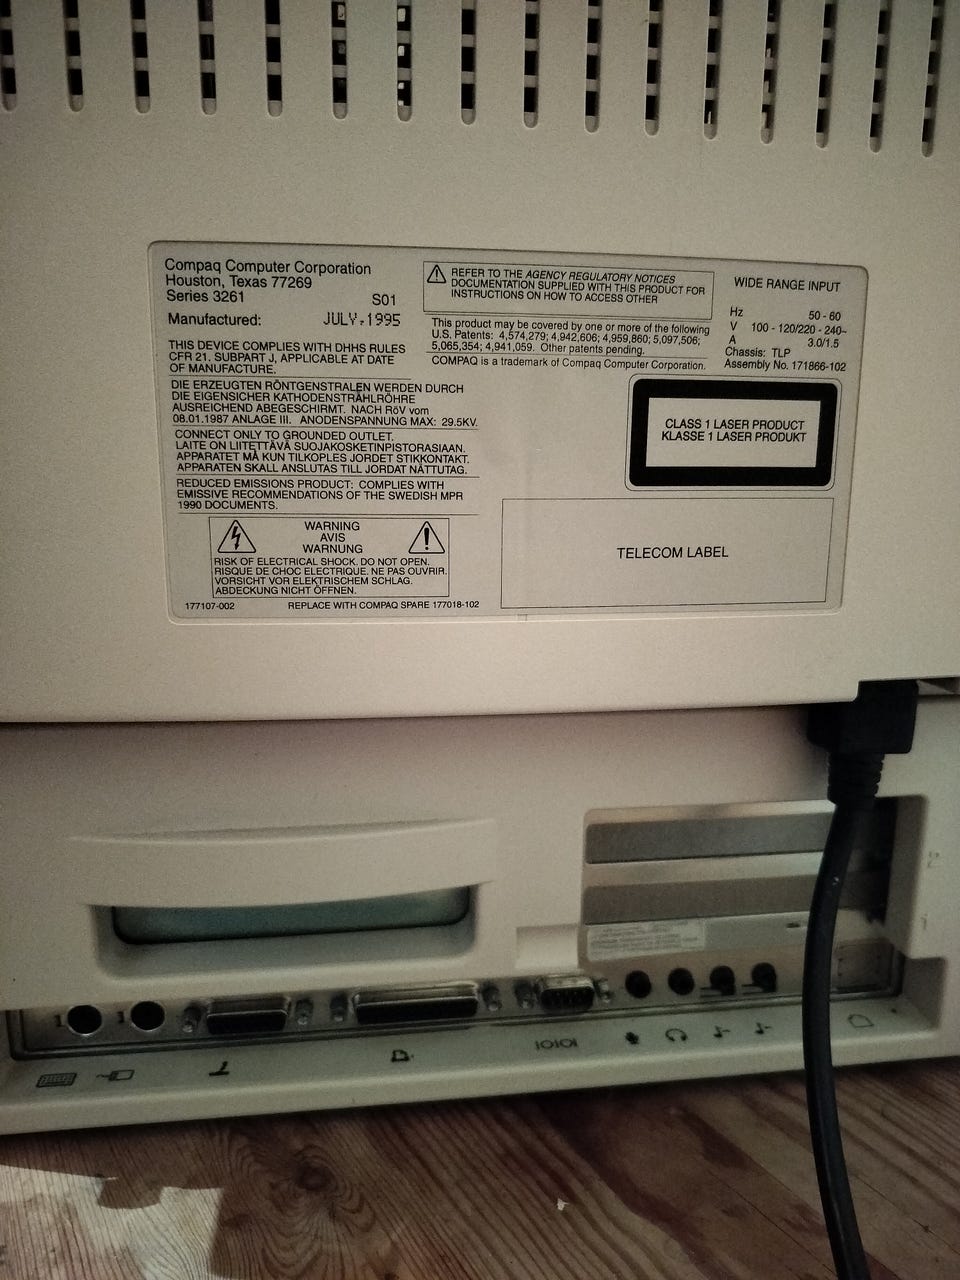 Compaq Computer Corporation
Houston, Texas 77269
Series 3261
S01
Manufactured: JULY-1995
THIS DEVICE COMPLIES WITH DHHS RULES
CFR 21. SUBPART J, APPLICABLE AT DATE
OF MANUFACTURE.
DIE ERZEUGTEN RÖNTGENSTRALEN WERDEN DURCH
DIE EIGENSICHER KATHODENSTRAHLRÖHRE
AUSREICHEND ABEGESCHIRMT. NACH RöV vom
08.01.1987 ANLAGE III. ANODENSPANNUNG MAX: 29.5KV.
CONNECT ONLY TO GROUNDED OUTLET.
LAITE ON LIITETTÄVÄ SUOJAKOSKETINPISTORASIAAN.
APPARATET MÅ KUN TILKOPLES JORDET STIKKONTAKT.
APPARATEN SKALL ANSLUTAS TILL JORDAT NÄTTUTAG.
REDUCED EMISSIONS PRODUCT: COMPLIES WITH
EMISSIVE RECOMMENDATIONS OF THE SWEDISH MPR
1990 DOCUMENTS.
WARNING
AVIS
WARNUNG
RISK OF ELECTRICAL SHOCK. DO NOT OPEN.
RISQUE DE CHOC ELECTRIQUE. NE PAS OUVRIR.
VORSICHT VOR ELEKTRISCHEM SCHLAG.
ABDECKUNG NICHT ÖFFNEN.
177107-002 REPLACE WITH COMPAQ SPARE 177018-102
REFER TO THE AGENCY REGULATORY NOTICES
DOCUMENTATION SUPPLIED WITH THIS PRODUCT FOR
INSTRUCTIONS ON HOW TO ACCESS OTHER
This product may be covered by one or more of the following
U.S. Patents: 4,574,279; 4,942,606; 4,959,860; 5,097,506;
5,065,354; 4,941,059. Other patents pending.
COMPAQ is a trademark of Compaq Computer Corporation.
WIDE RANGE INPUT
Hz 50 - 60
V 100 - 120/220 - 240~
A 3.0/1.5
Chassis: TLP
Assembly No. 171866-102
CLASS 1 LASER PRODUCT
KLASSE 1 LASER PRODUKT
TELECOM LABEL
1 1
IOIOI